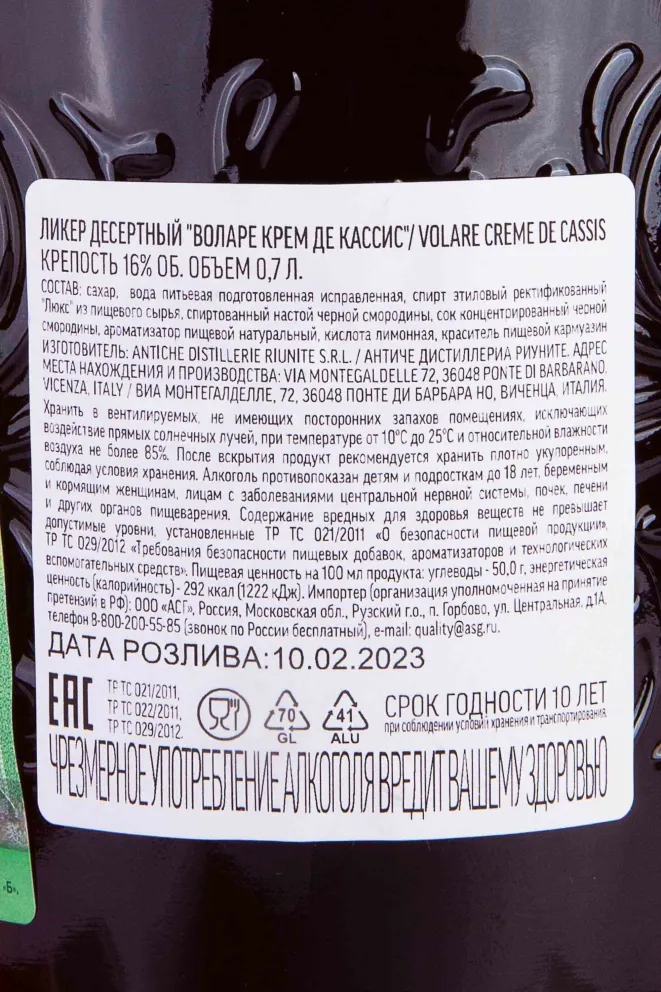 ЛИКЕР ДЕСЕРТНЫЙ "ВОЛАРЕ КРЕМ ДЕ КАССИС"/ VOLARE CREME DE CASSIS
КРЕПОСТЬ 16% ОБ. ОБЪЕМ 0,7 Л.
СОСТАВ: сахар, вода питьевая подготовленная исправленная, спирт этиловый ректификованный
"Люкс" из пищевого сырья, спиртованный настой черной смородины, сок концентрированный черной
смородины, ароматизатор пищевой натуральный, кислота лимонная, краситель пищевой кармуазин
ИЗГОТОВИТЕЛЬ: ANTICHE DISTILLERIE RIUNITE S.R.L. / АНТИЧЕ ДИСТИЛЛЕРИА РИУНИТЕ. АДРЕС
МЕСТА НАХОЖДЕНИЯ И ПРОИЗВОДСТВА: VIA MONTEGALDELLE 72, 36048 PONTE DI BARBARANO,
VICENZA, ITALY / ВИА МОНТЕГАЛДЕЛЛЕ, 72, 36048 ПОНТЕ ДИ БАРБАРА НО, ВИЧЕНЦА, ИТАЛИЯ.
Хранить в вентилируемых, не имеющих посторонних запахов помещениях, исключающих
воздействие прямых солнечных лучей, при температуре от 10°С до 25°С и относительной влажности
воздуха не более 85%. После вскрытия продукт рекомендуется хранить плотно укупоренным,
соблюдая условия хранения. Алкоголь противопоказан детям и подросткам до 18 лет, беременным
и кормящим женщинам, лицам с заболеваниями центральной нервной системы, почек, печени
и других органов пищеварения. Содержание вредных для здоровья веществ не превышает
допустимые уровни, установленные ТР ТС 021/2011 «О безопасности пищевой продукции»,
ТР ТС 029/2012 «Требования безопасности пищевых добавок, ароматизаторов и технологических
вспомогательных средств». Пищевая ценность на 100 мл продукта: углеводы - 50,0 г, энергетическая
ценность (калорийность) - 292 ккал (1222 кДж). Импортер (организация уполномоченная на принятие
претензий в РФ): ООО «АСГ», Россия, Московская обл., Рузский г.о., п. Горбово, ул. Центральная, д.1А,
телефон 8-800-200-55-85 (звонок по России бесплатный), e-mail: quality@asg.ru.
ДАТА РОЗЛИВА: 10.02.2023
EAC
ТР ТС 021/2011,
ТР ТС 022/2011,
ТР ТС 029/2012.
70
GL
41
ALU
СРОК ГОДНОСТИ 10 ЛЕТ
при соблюдении условий хранения и транспортирования.
ЧРЕЗМЕРНОЕ УПОТРЕБЛЕНИЕ АЛКОГОЛЯ ВРЕДИТ ВАШЕМУ ЗДОРОВЬЮ
«Б».